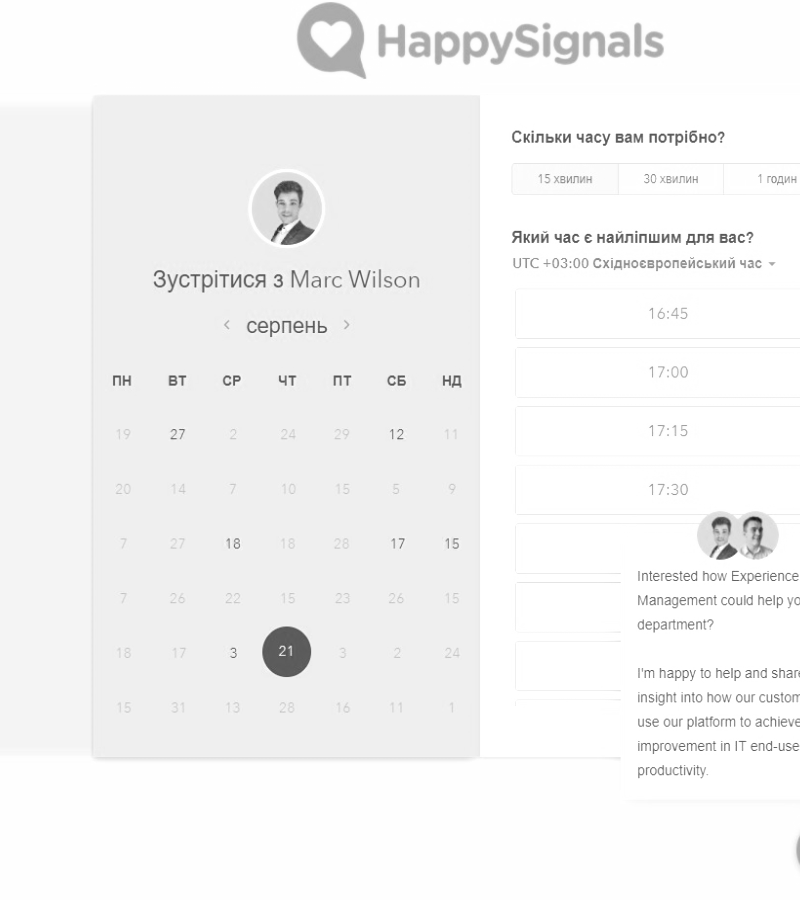 HappySignals
Зустрітися з Marc Wilson
серпень
ПН ВТ СР ЧТ ПТ СБ НД
19 27 2 24 29 12 11
20 14 7 10 15 5 9
7 27 18 18 28 17 15
7 26 22 15 23 26 15
18 17 3 21 3 2 24
15 31 13 28 16 11 1
Скільки часу вам потрібно?
15 хвилин 30 хвилин 1 годин
Який час є найліпшим для вас?
UTC +03:00 Східноєвропейський час
16:45
17:00
17:15
17:30
Interested how Experience
Management could help yo
department?
I'm happy to help and share
insight into how our custom
use our platform to achieve
improvement in IT end-use
productivity.